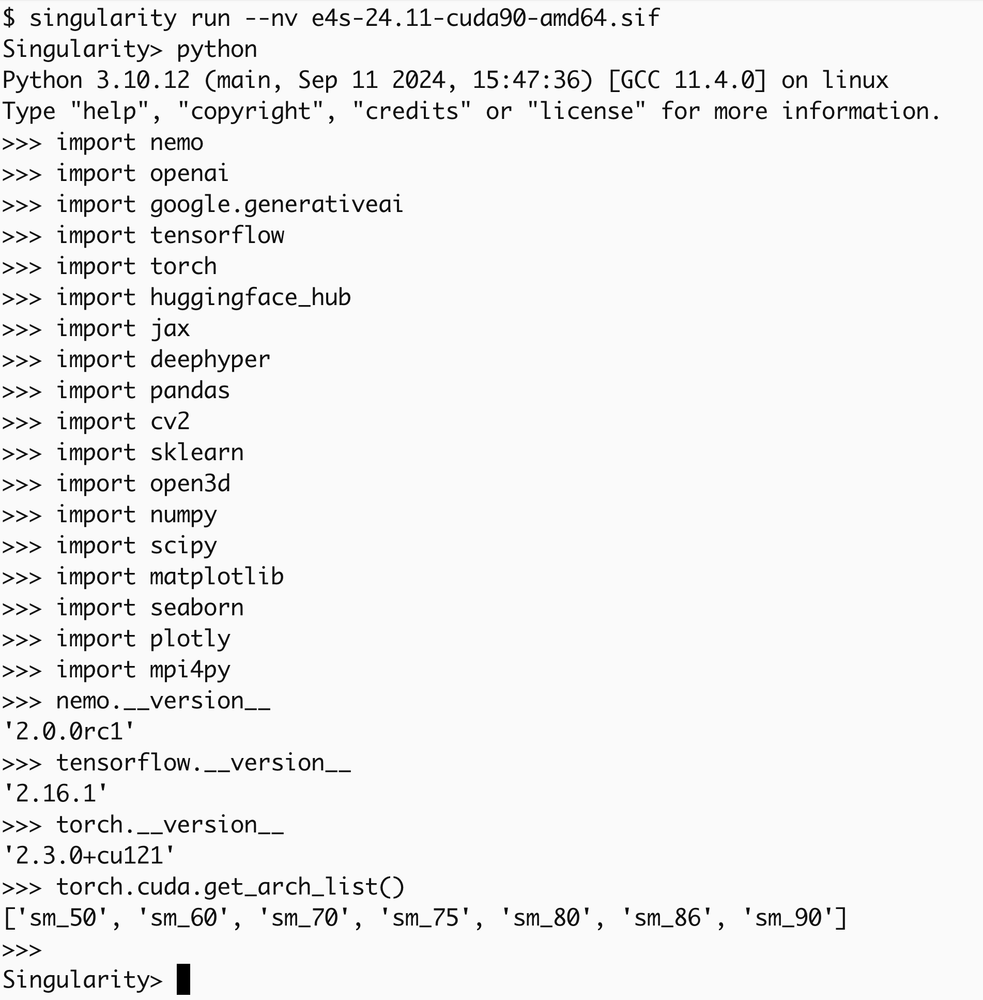 $ singularity run --nv e4s-24.11-cuda90-amd64.sif
Singularity> python
Python 3.10.12 (main, Sep 11 2024, 15:47:36) [GCC 11.4.0] on linux
Type "help", "copyright", "credits" or "license" for more information.
>>> import nemo
>>> import openai
>>> import google.generativeai
>>> import tensorflow
>>> import torch
>>> import huggingface_hub
>>> import jax
>>> import deephyper
>>> import pandas
>>> import cv2
>>> import sklearn
>>> import open3d
>>> import numpy
>>> import scipy
>>> import matplotlib
>>> import seaborn
>>> import plotly
>>> import mpi4py
>>> nemo.__version__
'2.0.0rc1'
>>> tensorflow.__version__
'2.16.1'
>>> torch.__version__
'2.3.0+cu121'
>>> torch.cuda.get_arch_list()
['sm_50', 'sm_60', 'sm_70', 'sm_75', 'sm_80', 'sm_86', 'sm_90']
>>>
Singularity>